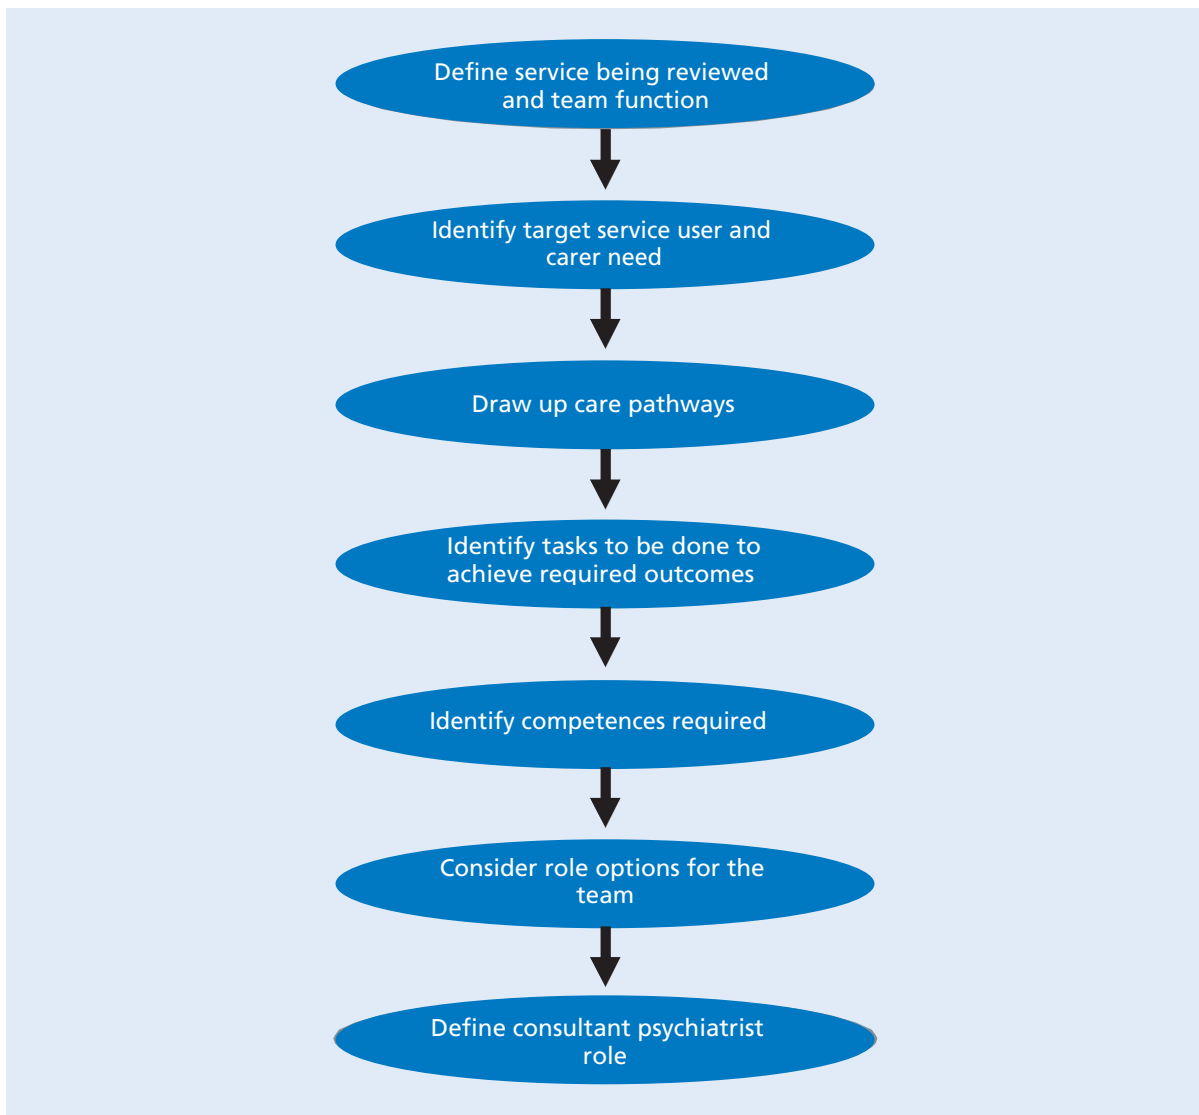 Define service being reviewed
and team function
Identify target service user and
carer need
Draw up care pathways
Identify tasks to be done to
achieve required outcomes
Identify competences required
Consider role options for the
team
Define consultant psychiatrist
role